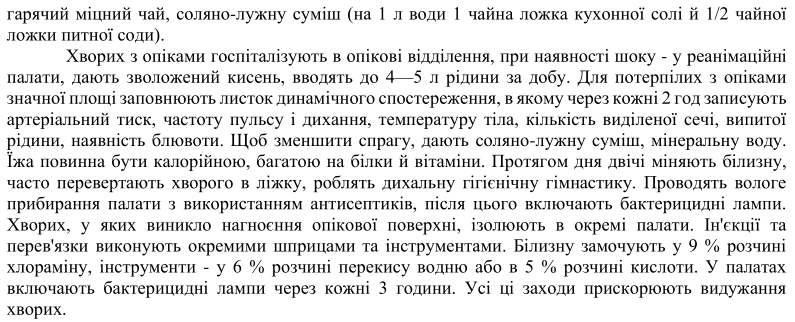 гарячий міцний чай, соляно-лужну суміш (на 1 л води 1 чайна ложка кухонної солі й 1/2 чайної
ложки питної соди).
Хворих з опіками госпіталізують в опікові відділення, при наявності шоку - у реанімаційні
палати, дають зволожений кисень, вводять до 4—5 л рідини за добу. Для потерпілих з опіками
значної площі заповнюють листок динамічного спостереження, в якому через кожні 2 год записують
артеріальний тиск, частоту пульсу і дихання, температуру тіла, кількість виділеної сечі, випитої
рідини, наявність блювоти. Щоб зменшити спрагу, дають соляно-лужну суміш, мінеральну воду.
Їжа повинна бути калорійною, багатою на білки й вітаміни. Протягом дня двічі міняють білизну,
часто перевертають хворого в ліжку, роблять дихальну гігієнічну гімнастику. Проводять вологе
прибирання палати з використанням антисептиків, після цього включають бактерицидні лампи.
Хворих, у яких виникло нагноєння опікової поверхні, ізолюють в окремі палати. Ін'єкції та
перев'язки виконують окремими шприцами та інструментами. Білизну замочують у 9 % розчині
хлораміну, інструменти - у 6 % розчині перекису водню або в 5 % розчині кислоти. У палатах
включають бактерицидні лампи через кожні 3 години. Усі ці заходи прискорюють видужання
хворих.